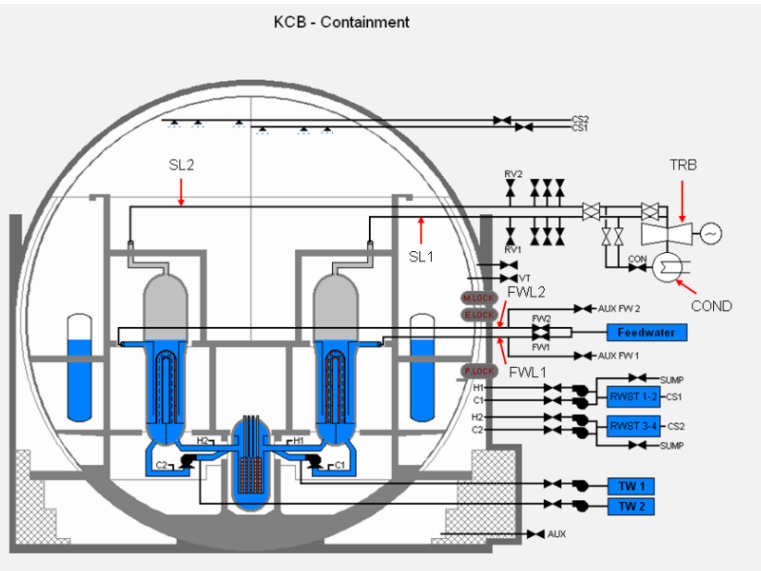 KCB - Containment
CS2
CS1
SL2
RV2
TRB
SL1
RV1
CON
VT
COND
M.LOCK
FWL2
E.LOCK
AUX FW 2
FW2
Feedwater
FW1
AUX FW 1
FWL1
P.LOCK
SUMP
H1
RWST 1-2
CS1
C1
H2
RWST 3-4
CS2
C2
SUMP
H2
H1
C2
C1
TW 1
TW 2
AUX